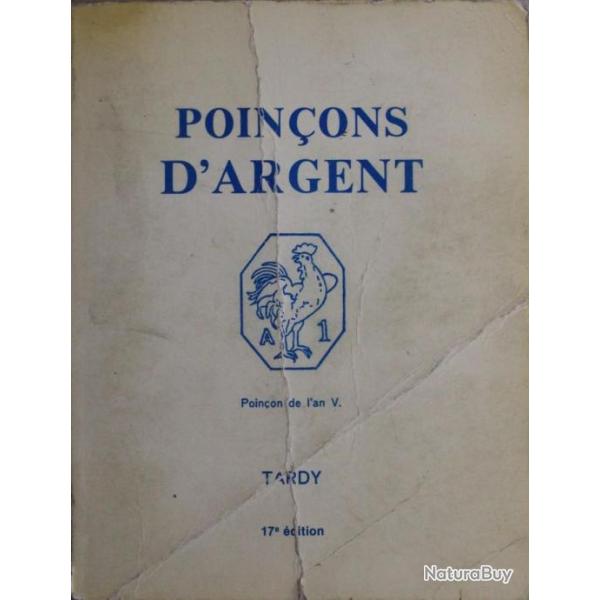 POINÇONS
D'ARGENT
A 1
Poinçon de l'an V.
TARDY
17e édition
NaturaBuy